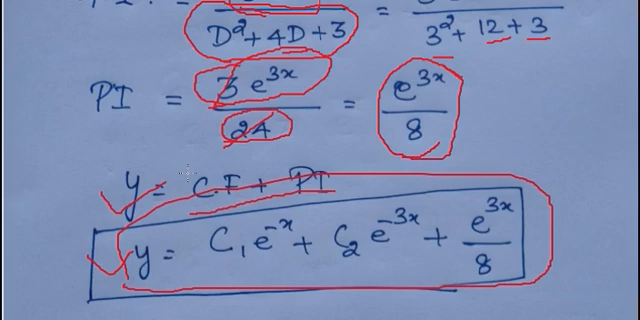 D²+4D+3 = 3²+12+3
PI = 3e^3x/24 = e^3x/8
y = C.F + PI
y = C₁e^-x + C₂e^-3x + e^3x/8